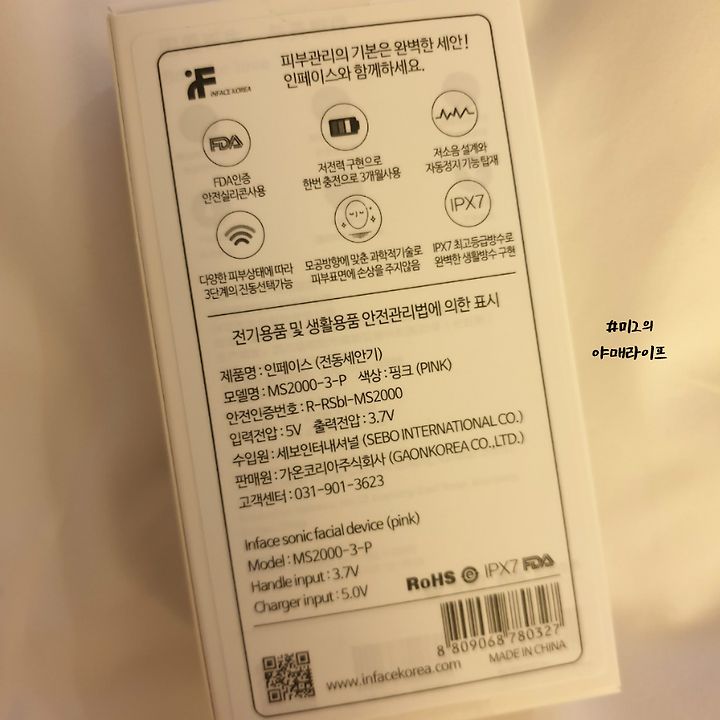 iF
INFACE KOREA
피부관리의 기본은 완벽한 세안!
인페이스와 함께하세요.
FDA
FDA인증
안전실리콘사용
저전력 구현으로
한번 충전으로 3개월사용
저소음 설계와
자동정지 기능 탑재
다양한 피부상태에 따라
3단계의 진동선택가능
모공방향에 맞춘 과학적기술로
피부표면에 손상을 주지않음
IPX7
IPX7 최고등급방수로
완벽한 생활방수 구현
전기용품 및 생활용품 안전관리법에 의한 표시
제품명 : 인페이스 (전동세안기)
모델명 : MS2000-3-P 색상 : 핑크 (PINK)
안전인증번호 : R-RSbI-MS2000
입력전압 : 5V 출력전압 : 3.7V
수입원 : 세보인터내셔널 (SEBO INTERNATIONAL CO.)
판매원 : 가온코리아주식회사 (GAONKOREA CO.,LTD.)
고객센터 : 031-901-3623
Inface sonic facial device (pink)
Model : MS2000-3-P
Handle input : 3.7V
Charger input : 5.0V
RoHS IPX7 FDA
8 809068 780327
MADE IN CHINA
www.infacekorea.com
#미2의
야매라이프